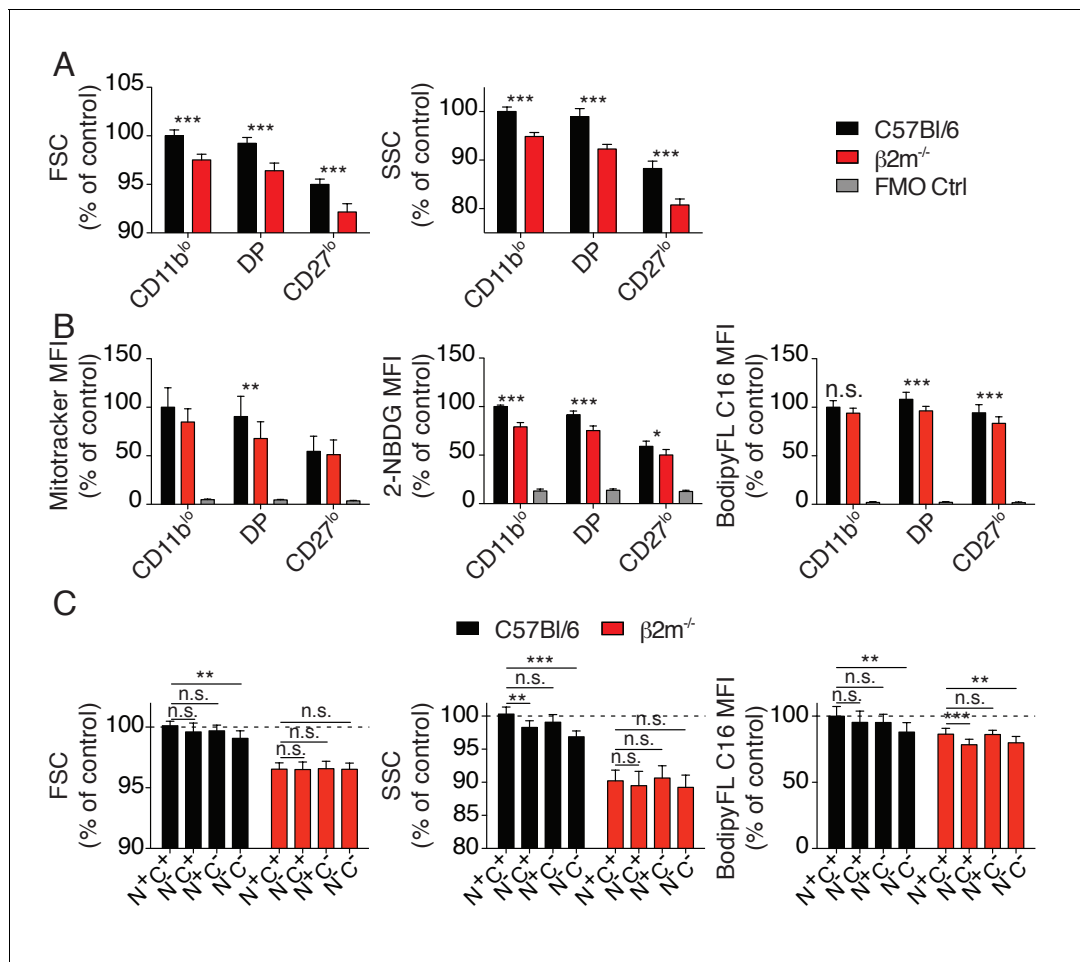 A
FSC
(% of control)
105
100
95
90
***
***
***
CD11b^lo
DP
CD27^lo
SSC
(% of control)
100
90
80
***
***
***
CD11b^lo
DP
CD27^lo
C57Bl/6
β2m-/-
FMO Ctrl
B
Mitotracker MFI
(% of control)
150
100
50
0
**
CD11b^lo
DP
CD27^lo
2-NBDG MFI
(% of control)
150
100
50
0
***
***
*
CD11b^lo
DP
CD27^lo
BodipyFL C16 MFI
(% of control)
150
100
50
0
n.s.
***
***
CD11b^lo
DP
CD27^lo
C
C57Bl/6
β2m-/-
FSC
(% of control)
100
95
90
**
n.s.
n.s.
n.s.
n.s.
n.s.
N+C+
N-C+
N+C-
N-C-
N+C+
N-C+
N+C-
N-C-
SSC
(% of control)
100
95
90
85
80
***
n.s.
**
n.s.
n.s.
n.s.
N+C+
N-C+
N+C-
N-C-
N+C+
N-C+
N+C-
N-C-
BodipyFL C16 MFI
(% of control)
100
50
0
**
n.s.
n.s.
**
n.s.
***
N+C+
N-C+
N+C-
N-C-
N+C+
N-C+
N+C-
N-C-